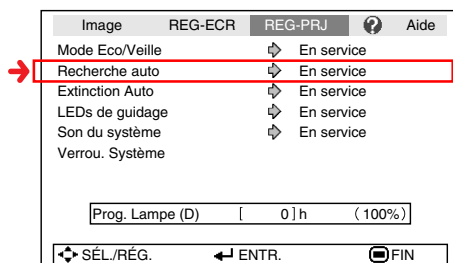 Image REG-ECR REG-PRJ ? Aide
Mode Eco/Veille En service
Recherche auto En service
Extinction Auto En service
LEDs de guidage En service
Son du système En service
Verrou. Système
Prog. Lampe (D) [ 0] h (100%)
SÉL./RÉG. ENTR. FIN